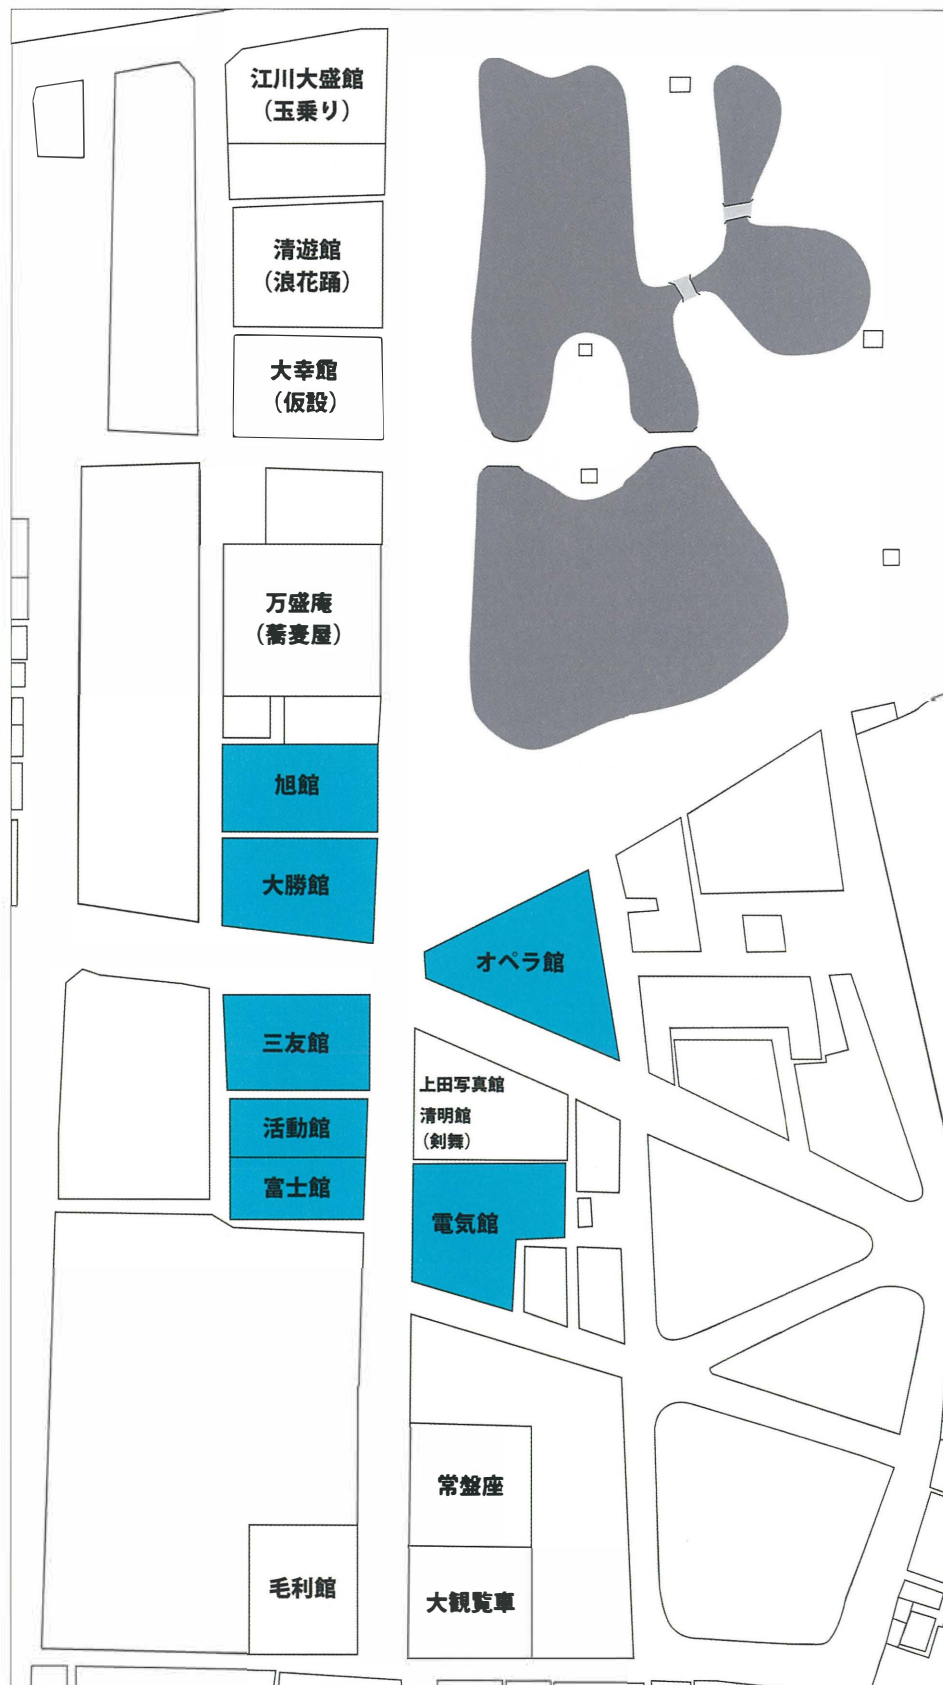 江川大盛館
（玉乗り）
清遊館
（浪花踊）
大幸館
（仮設）
万盛庵
（蕎麦屋）
旭館
大勝館
オペラ館
三友館
上田写真館
清明館
（剣舞）
活動館
富士館
電気館
常盤座
毛利館
大観覧車